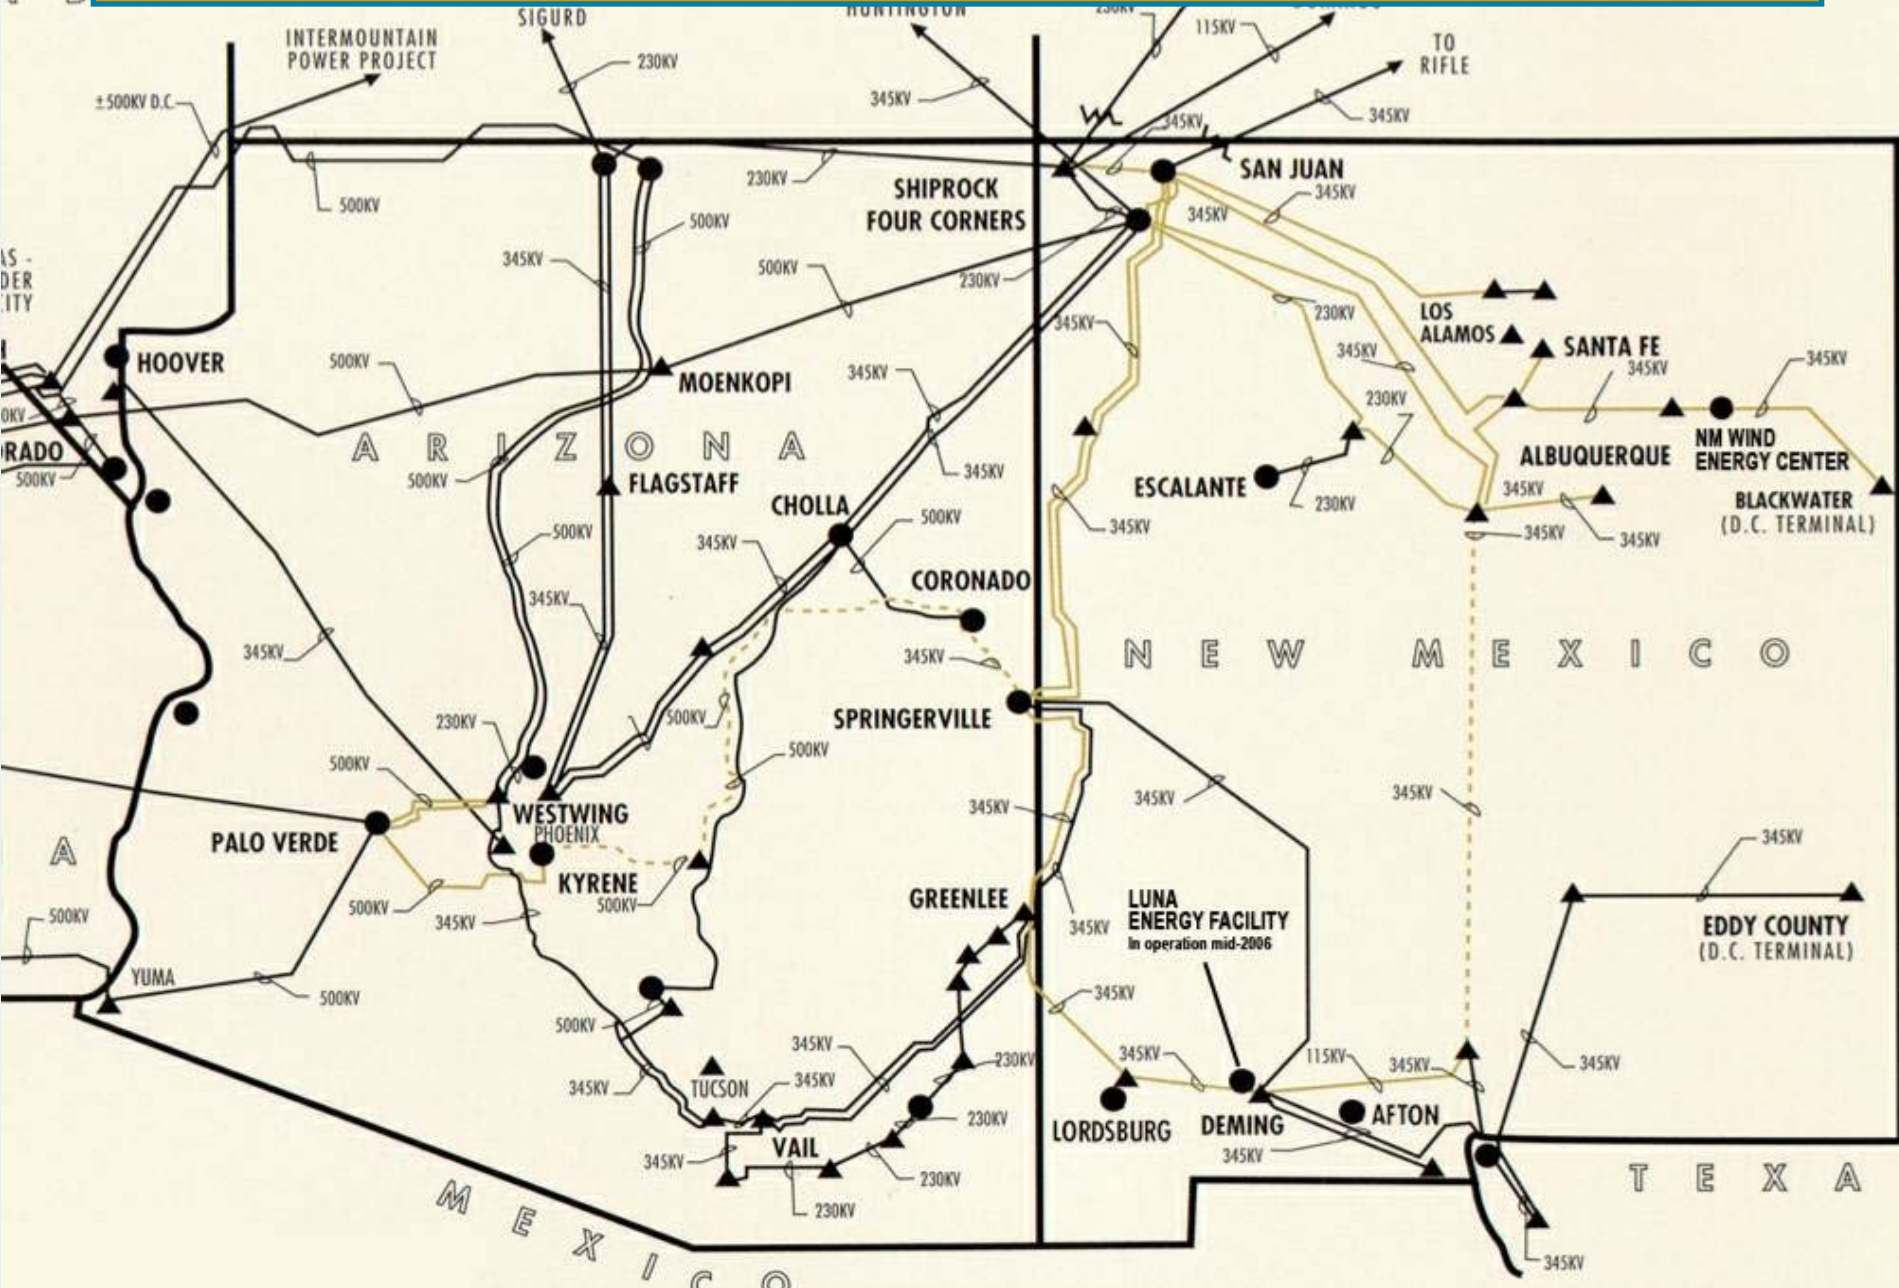 SIGURD
230KV
115KV
INTERMOUNTAIN
POWER PROJECT
230KV
TO
RIFLE
±500KV D.C.
345KV
345KV
345KV
SAN JUAN
345KV
230KV
SHIPROCK
FOUR CORNERS
500KV
500KV
345KV
345KV
500KV
230KV
LOS
ALAMOS
230KV
345KV
SANTA FE
345KV
345KV
345KV
HOOVER
500KV
MOENKOPI
345KV
230KV
A R I Z O N A
NM WIND
ENERGY CENTER
ALBUQUERQUE
500KV
500KV
FLAGSTAFF
345KV
ESCALANTE
230KV
345KV
BLACKWATER
(D.C. TERMINAL)
CHOLLA
500KV
345KV
345KV
345KV
500KV
345KV
CORONADO
345KV
345KV
345KV
N E W M E X I C O
500KV
SPRINGERVILLE
230KV
500KV
500KV
345KV
345KV
345KV
WESTWING
PHOENIX
PALO VERDE
345KV
A
KYRENE
500KV
500KV
345KV
GREENLEE
LUNA
ENERGY FACILITY
In operation mid-2006
345KV
EDDY COUNTY
(D.C. TERMINAL)
500KV
YUMA
500KV
345KV
500KV
345KV
230KV
345KV
115KV
345KV
345KV
345KV
TUCSON
345KV
LORDSBURG
DEMING
AFTON
230KV
VAIL
345KV
345KV
230KV
230KV
T E X A
M E X I C O
345KV